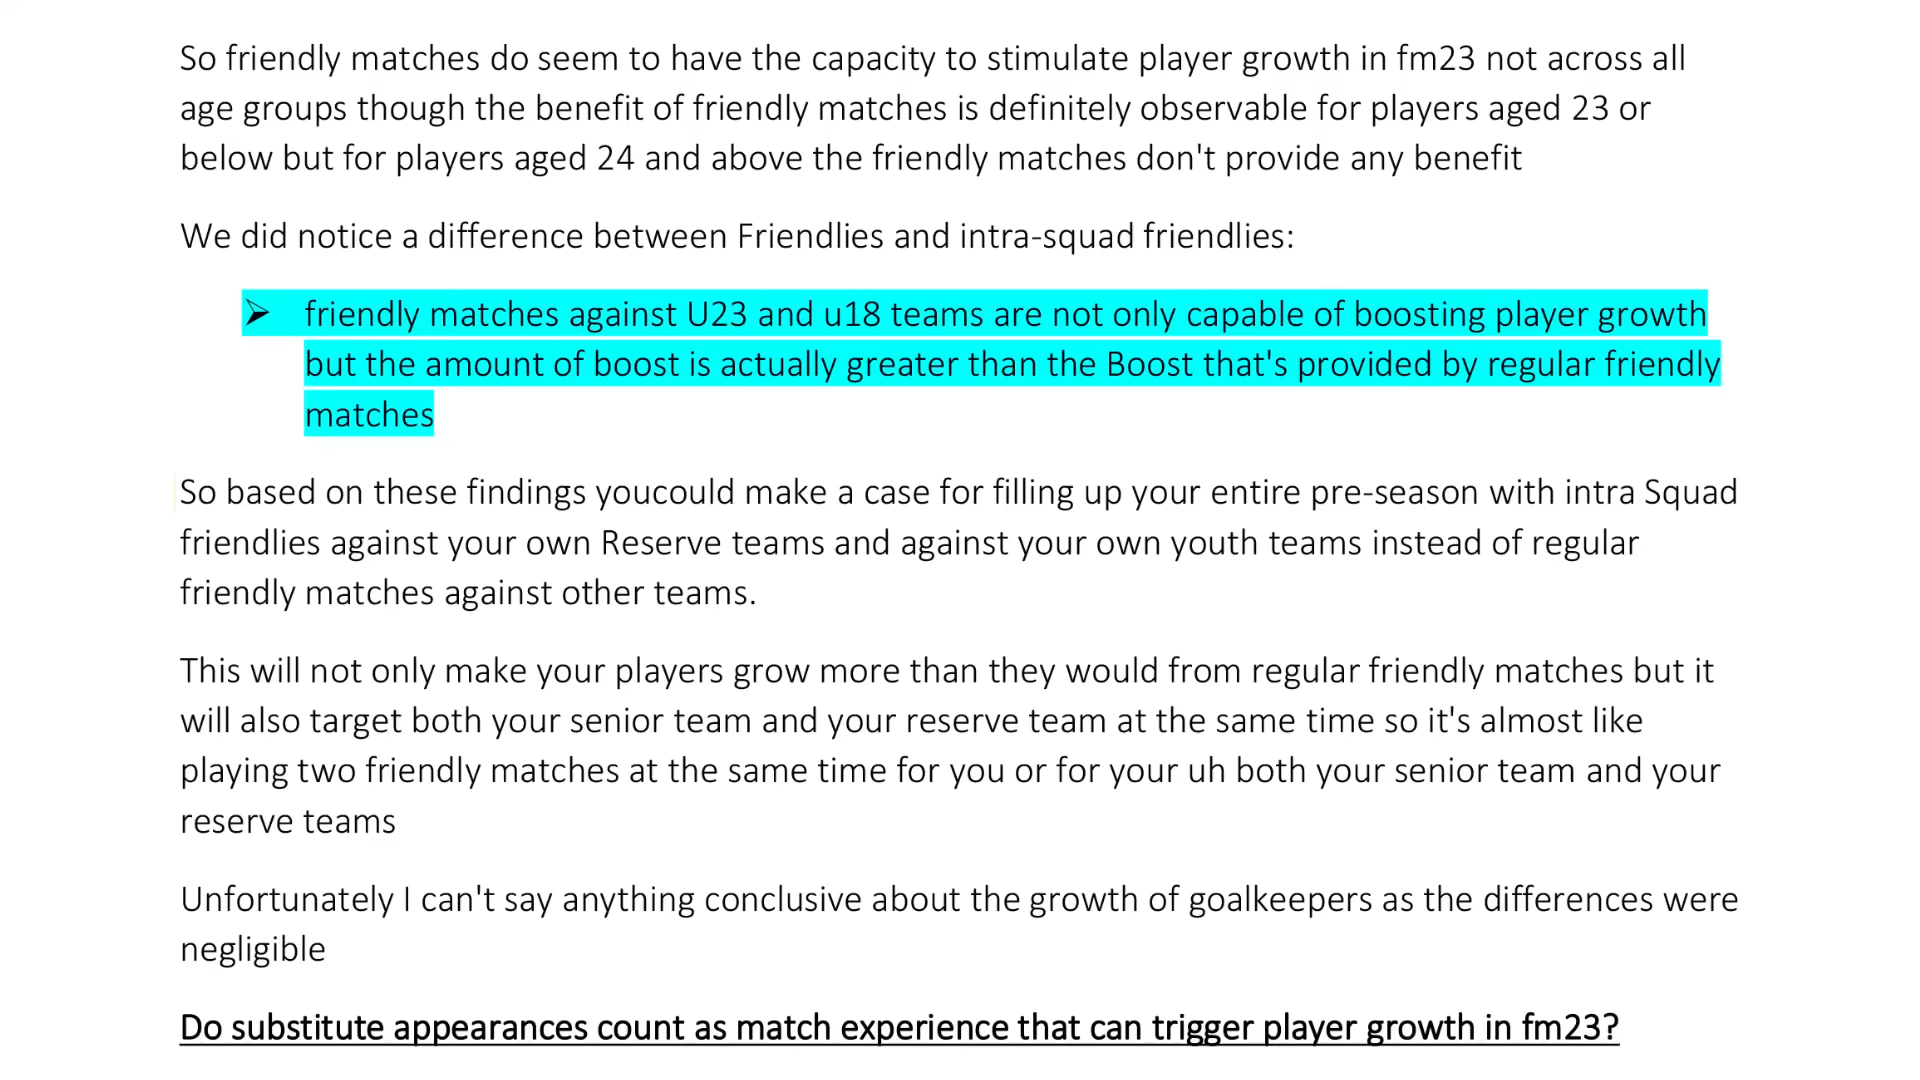 So friendly matches do seem to have the capacity to stimulate player growth in fm23 not across all
age groups though the benefit of friendly matches is definitely observable for players aged 23 or
below but for players aged 24 and above the friendly matches don't provide any benefit
We did notice a difference between Friendlies and intra-squad friendlies:
➢ friendly matches against U23 and u18 teams are not only capable of boosting player growth
but the amount of boost is actually greater than the Boost that's provided by regular friendly
matches
So based on these findings youcould make a case for filling up your entire pre-season with intra Squad
friendlies against your own Reserve teams and against your own youth teams instead of regular
friendly matches against other teams.
This will not only make your players grow more than they would from regular friendly matches but it
will also target both your senior team and your reserve team at the same time so it's almost like
playing two friendly matches at the same time for you or for your uh both your senior team and your
reserve teams
Unfortunately I can't say anything conclusive about the growth of goalkeepers as the differences were
negligible
Do substitute appearances count as match experience that can trigger player growth in fm23?